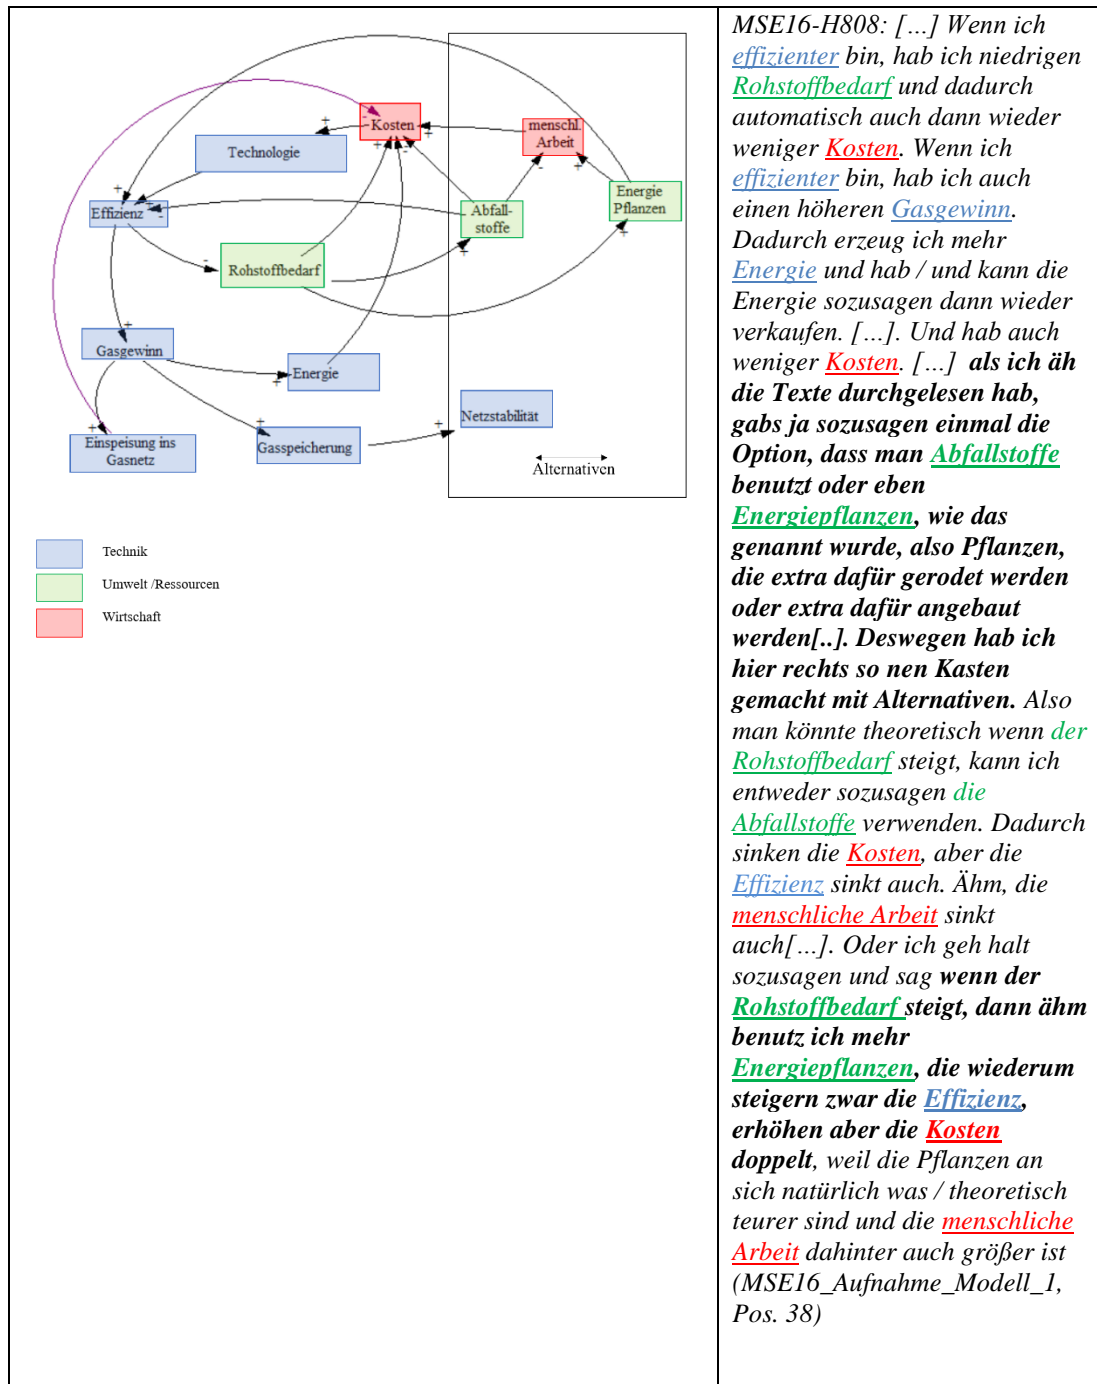 Kosten
menschl.
Arbeit
Technologie
Energie
Pflanzen
Effizienz
Abfall-
stoffe
Rohstoffbedarf
Gasgewinn
Energie
Netzstabilität
Einspeisung ins
Gasnetz
Gasspeicherung
Alternativen
Technik
Umwelt /Ressourcen
Wirtschaft
MSE16-H808: […] Wenn ich
effizienter bin, hab ich niedrigen
Rohstoffbedarf und dadurch
automatisch auch dann wieder
weniger Kosten. Wenn ich
effizienter bin, hab ich auch
einen höheren Gasgewinn.
Dadurch erzeug ich mehr
Energie und hab / und kann die
Energie sozusagen dann wieder
verkaufen. […]. Und hab auch
weniger Kosten. […] als ich äh
die Texte durchgelesen hab,
gabs ja sozusagen einmal die
Option, dass man Abfallstoffe
benutzt oder eben
Energiepflanzen, wie das
genannt wurde, also Pflanzen,
die extra dafür gerodet werden
oder extra dafür angebaut
werden[..]. Deswegen hab ich
hier rechts so nen Kasten
gemacht mit Alternativen. Also
man könnte theoretisch wenn der
Rohstoffbedarf steigt, kann ich
entweder sozusagen die
Abfallstoffe verwenden. Dadurch
sinken die Kosten, aber die
Effizienz sinkt auch. Ähm, die
menschliche Arbeit sinkt
auch[…]. Oder ich geh halt
sozusagen und sag wenn der
Rohstoffbedarf steigt, dann ähm
benutz ich mehr
Energiepflanzen, die wiederum
steigern zwar die Effizienz,
erhöhen aber die Kosten
doppelt, weil die Pflanzen an
sich natürlich was / theoretisch
teurer sind und die menschliche
Arbeit dahinter auch größer ist
(MSE16_Aufnahme_Modell_1,
Pos. 38)